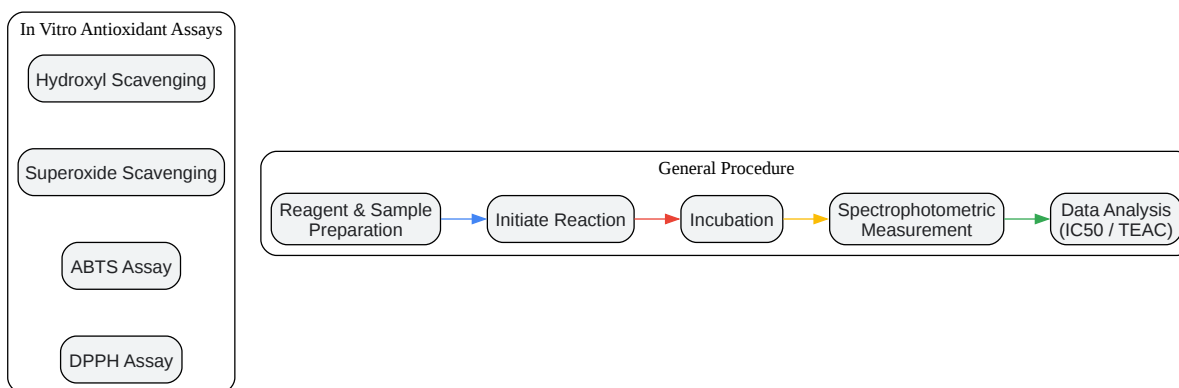 In Vitro Antioxidant Assays
Hydroxyl Scavenging
Superoxide Scavenging
ABTS Assay
DPPH Assay
General Procedure
Reagent & Sample
Preparation
Initiate Reaction
Incubation
Spectrophotometric
Measurement
Data Analysis
(IC50 / TEAC)